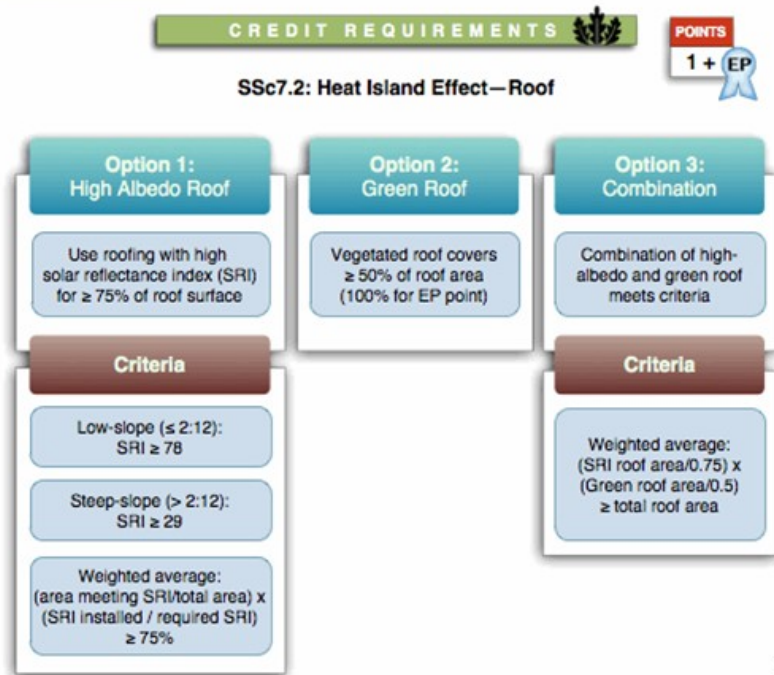 CREDIT REQUIREMENTS
POINTS
1 + EP
SSc7.2: Heat Island Effect—Roof
Option 1:
High Albedo Roof
Use roofing with high
solar reflectance index (SRI)
for ≥ 75% of roof surface
Criteria
Low-slope (≤ 2:12):
SRI ≥ 78
Steep-slope (> 2:12):
SRI ≥ 29
Weighted average:
(area meeting SRI/total area) x
(SRI installed / required SRI)
≥ 75%
Option 2:
Green Roof
Vegetated roof covers
≥ 50% of roof area
(100% for EP point)
Option 3:
Combination
Combination of high-
albedo and green roof
meets criteria
Criteria
Weighted average:
(SRI roof area/0.75) x
(Green roof area/0.5)
≥ total roof area